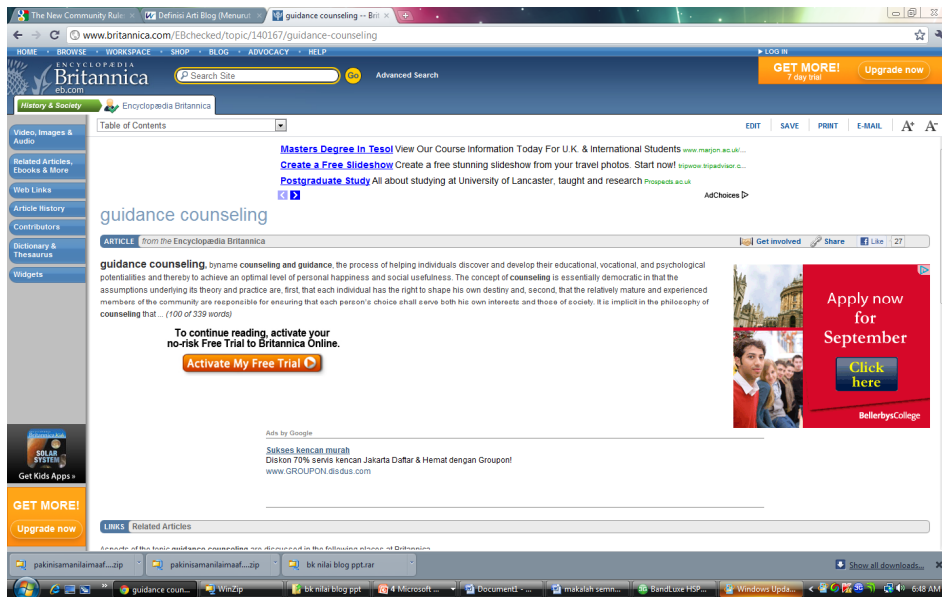 The New Community Rule:
Definisi Arti Blog (Menurut
guidance counseling -- Brit
www.britannica.com/EBchecked/topic/140167/guidance-counseling
HOME • BROWSE • WORKSPACE • SHOP • BLOG • ADVOCACY • HELP
LOG IN
ENCYCLOPÆDIA
Britannica
eb.com
Search Site
Go
Advanced Search
GET MORE!
7 day trial
Upgrade now
History & Society
Encyclopædia Britannica
Table of Contents
EDIT SAVE PRINT E-MAIL A+ A-
Video, Images &
Audio
Related Articles,
Ebooks & More
Web Links
Article History
Contributors
Dictionary &
Thesaurus
Widgets
Masters Degree In Tesol View Our Course Information Today For U.K. & International Students www.marjon.ac.uk/...
Create a Free Slideshow Create a free stunning slideshow from your travel photos. Start now! tripwow.tripadvisor.c...
Postgraduate Study All about studying at University of Lancaster, taught and research Prospects.ac.uk
AdChoices
guidance counseling
ARTICLE from the Encyclopædia Britannica
Get involved Share Like 27
guidance counseling, byname counseling and guidance, the process of helping individuals discover and develop their educational, vocational, and psychological
potentialities and thereby to achieve an optimal level of personal happiness and social usefulness. The concept of counseling is essentially democratic in that the
assumptions underlying its theory and practice are, first, that each individual has the right to shape his own destiny and, second, that the relatively mature and experienced
members of the community are responsible for ensuring that each person's choice shall serve both his own interests and those of society. It is implicit in the philosophy of
counseling that ... (100 of 339 words)
To continue reading, activate your
no-risk Free Trial to Britannica Online.
Activate My Free Trial
Apply now
for
September
Click
here
BellerbysCollege
Ads by Google
Sukses kencan murah
Diskon 70% servis kencan Jakarta Daftar & Hemat dengan Groupon!
www.GROUPON.disdus.com
SOLAR
SYSTEM
Get Kids Apps »
GET MORE!
Upgrade now
LINKS Related Articles
Aspects of the topic guidance counseling are discussed in the following places at Britannica.
pakinisamanilaimaaf....zip
pakinisamanilaimaaf....zip
bk nilai blog ppt.rar
Show all downloads...
guidance coun...
WinZip
bk nilai blog ppt
4 Microsoft ...
Document1 - ...
makalah semn...
BandLuxe HSP...
Windows Upda...
6:48 AM